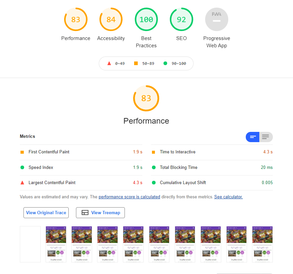 83 84 100 92
Performance Accessibility Best Practices SEO Progressive Web App
0–49 50–89 90–100
83
Performance
Metrics
First Contentful Paint 1.9 s Time to Interactive 4.3 s
Speed Index 1.9 s Total Blocking Time 20 ms
Largest Contentful Paint 4.3 s Cumulative Layout Shift 0.005
Values are estimated and may vary. The performance score is calculated directly from these metrics. See calculator.
View Original Trace View Treemap